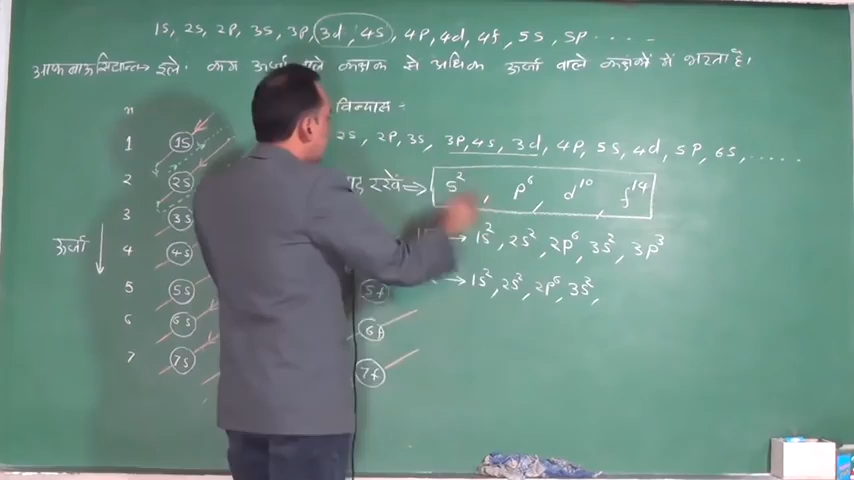 1S, 2S, 2P, 3S, 3P, 3d, 4S, 4P, 4d, 4f, 5S, 5P . . . . .
आफबाऊ सिद्धान्त→ इले. कम ऊर्जा वाले कक्षक से अधिक ऊर्जा वाले कक्षकों में भरता है।
n विन्यास :-
1 1S 2S, 2P, 3S, 3P, 4S, 3d, 4P, 5S, 4d, 5P, 6S, . . . . .
2 2S याद रखें ⇒ S², P⁶, d¹⁰, f¹⁴
3 3S → 1S², 2S², 2P⁶, 3S², 3P³
ऊर्जा 4 4S
5 5S 5f → 1S², 2S², 2P⁶, 3S²,
6 6S
7 7S 7f